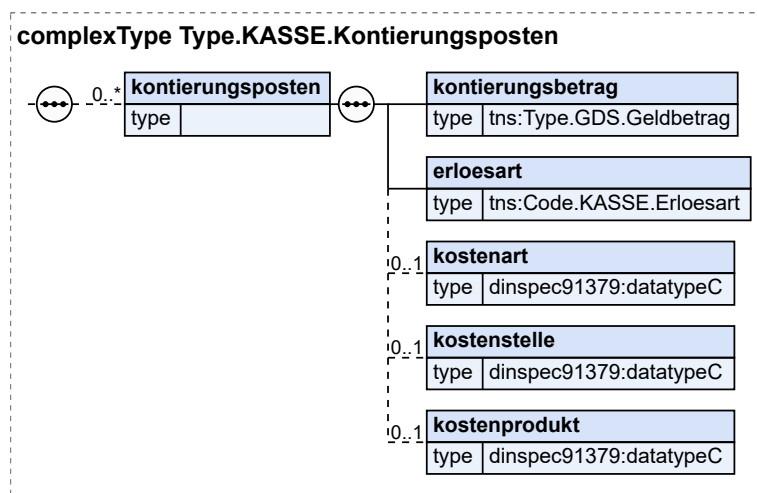 complexType Type.KASSE.Kontierungsposten
0..*
kontierungsposten
type
kontierungsbetrag
type tns:Type.GDS.Geldbetrag
erloesart
type tns:Code.KASSE.Erloesart
0..1
kostenart
type dinspec91379:datatypeC
0..1
kostenstelle
type dinspec91379:datatypeC
0..1
kostenprodukt
type dinspec91379:datatypeC